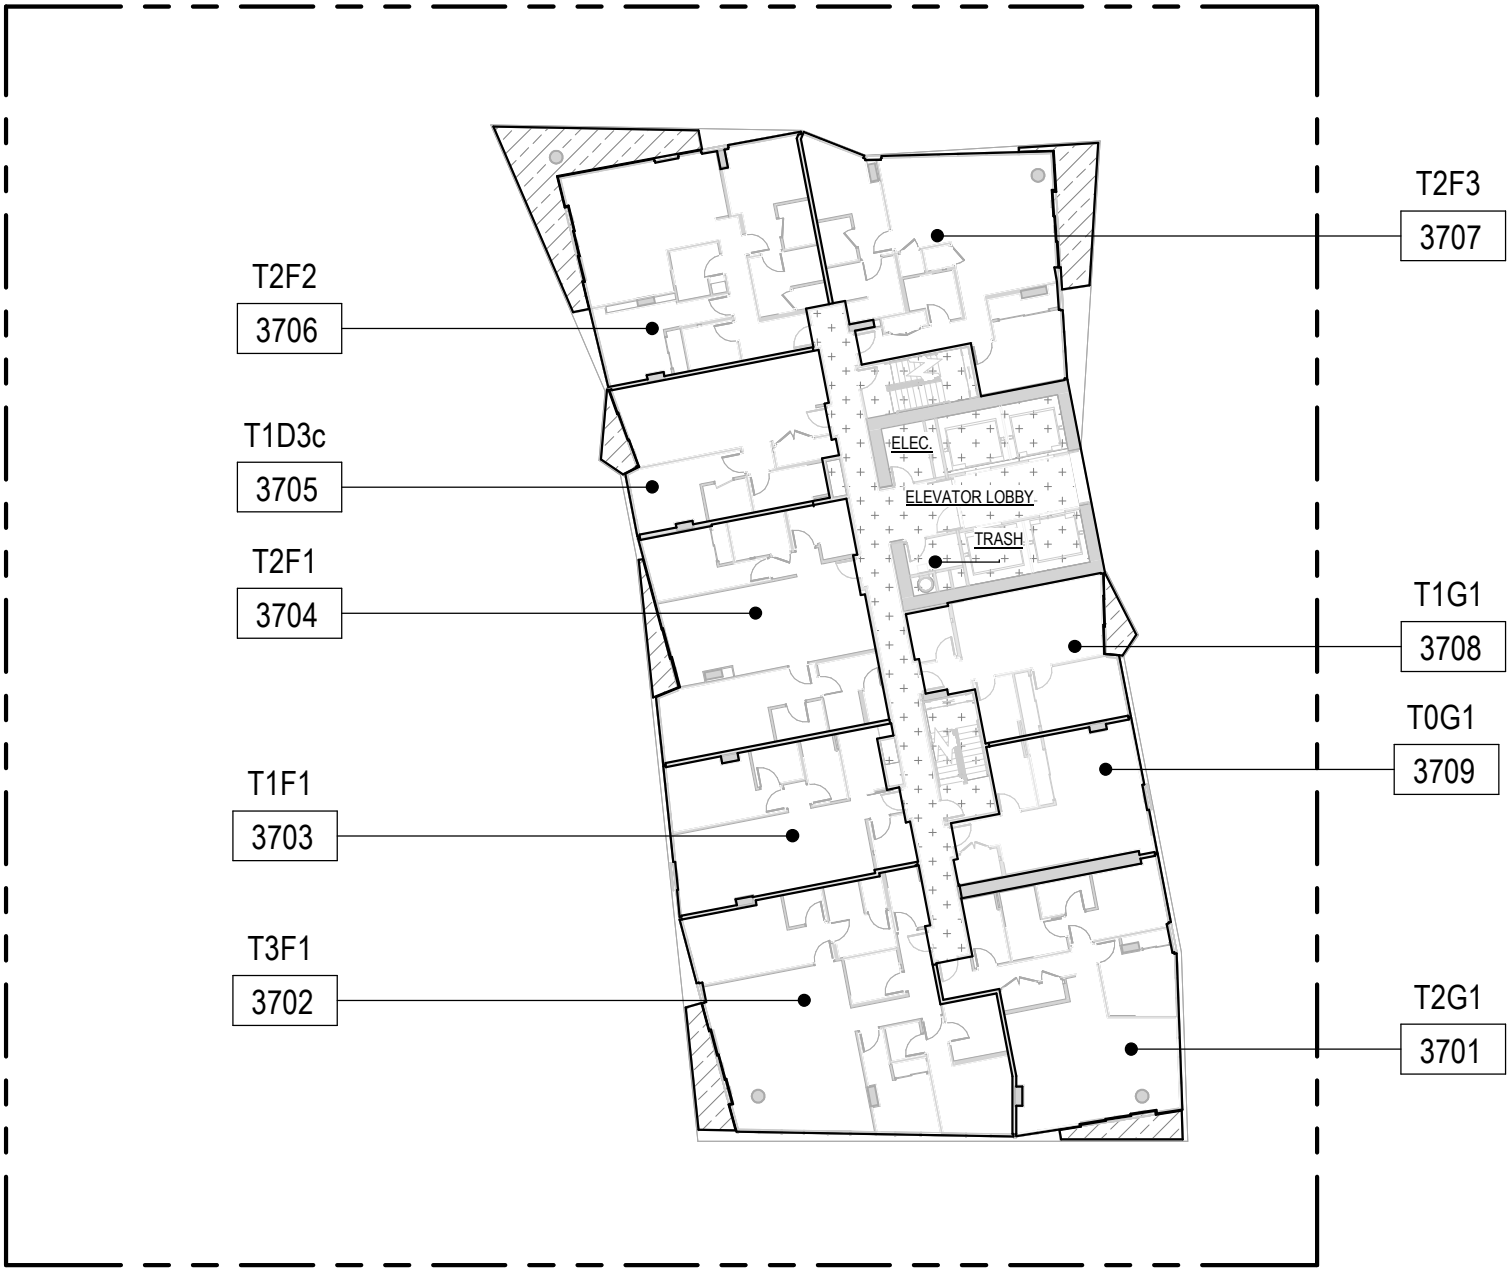 T2F3
3707
T2F2
3706
T1D3c
3705
ELEC.
ELEVATOR LOBBY
TRASH
T2F1
3704
T1G1
3708
T0G1
3709
T1F1
3703
T3F1
3702
T2G1
3701